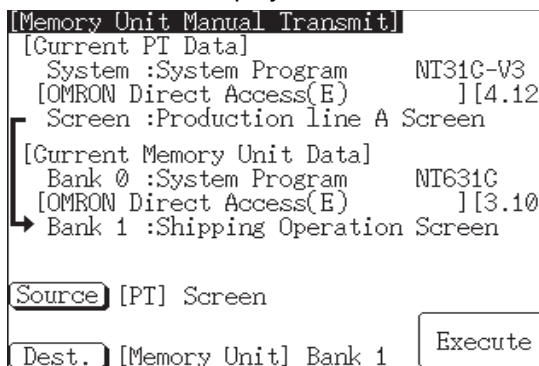 [Memory Unit Manual Transmit]
[Current PT Data]
System :System Program NT31C-V3
[OMRON Direct Access(E) ][4.12
Screen :Production line A Screen
[Current Memory Unit Data]
Bank 0 :System Program NT631C
[OMRON Direct Access(E) ][3.10
Bank 1 :Shipping Operation Screen
Source [PT] Screen
Execute
Dest. [Memory Unit] Bank 1